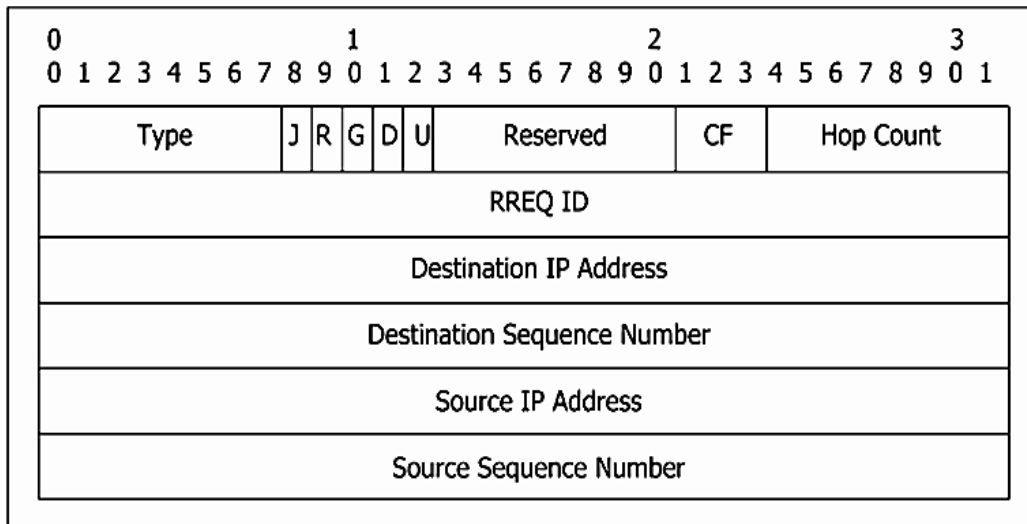 0 1 2 3
0 1 2 3 4 5 6 7 8 9 0 1 2 3 4 5 6 7 8 9 0 1 2 3 4 5 6 7 8 9 0 1
Type J R G D U Reserved CF Hop Count
RREQ ID
Destination IP Address
Destination Sequence Number
Source IP Address
Source Sequence Number